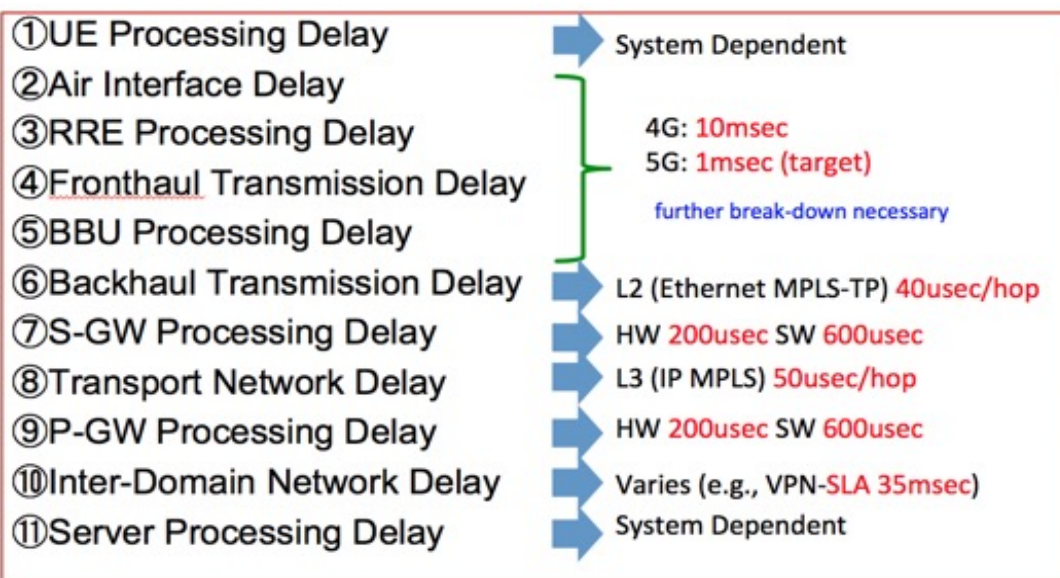 ①UE Processing Delay
System Dependent
②Air Interface Delay
③RRE Processing Delay
4G: 10msec
④Fronthaul Transmission Delay
5G: 1msec (target)
further break-down necessary
⑤BBU Processing Delay
⑥Backhaul Transmission Delay
L2 (Ethernet MPLS-TP) 40usec/hop
⑦S-GW Processing Delay
HW 200usec SW 600usec
⑧Transport Network Delay
L3 (IP MPLS) 50usec/hop
⑨P-GW Processing Delay
HW 200usec SW 600usec
⑩Inter-Domain Network Delay
Varies (e.g., VPN-SLA 35msec)
⑪Server Processing Delay
System Dependent